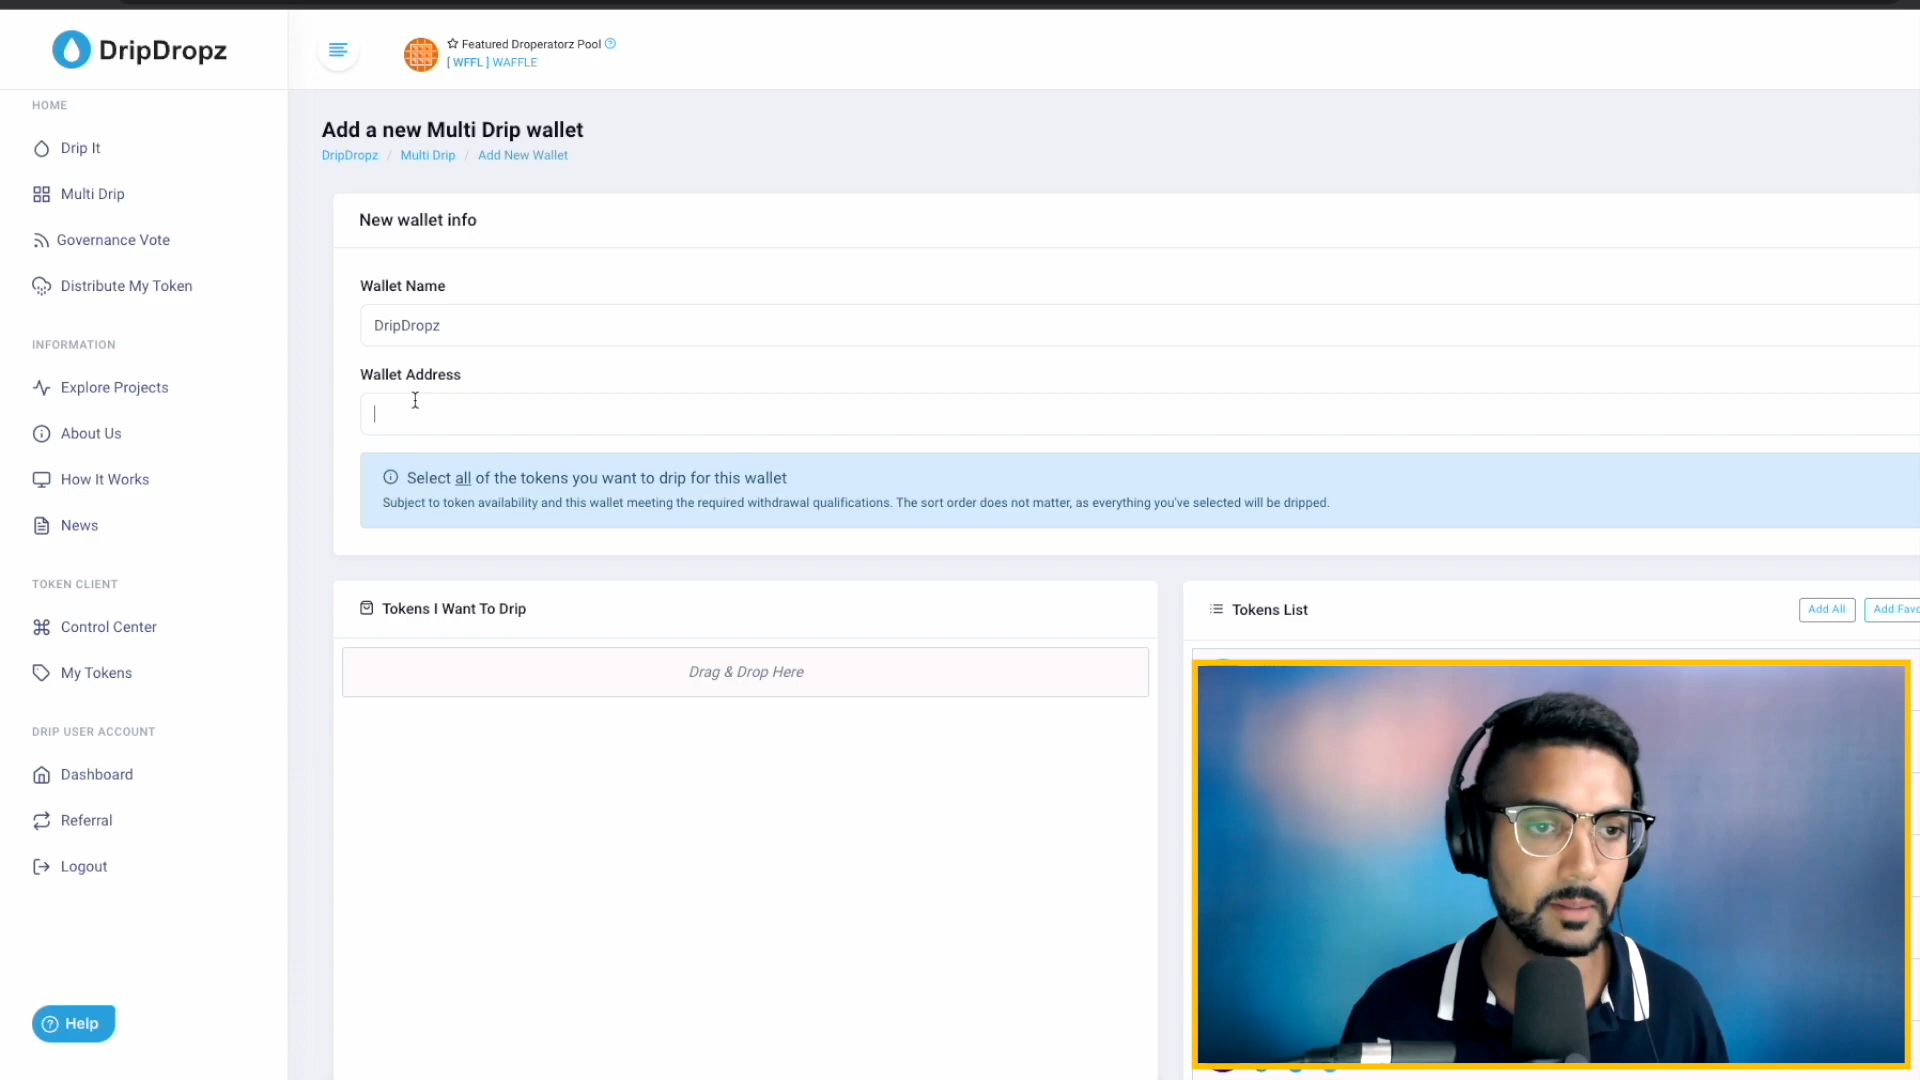 DripDropz
HOME
Drip It
Multi Drip
Governance Vote
Distribute My Token
INFORMATION
Explore Projects
About Us
How It Works
News
TOKEN CLIENT
Control Center
My Tokens
DRIP USER ACCOUNT
Dashboard
Referral
Logout
Help
Featured Droperatorz Pool
[ WFFL ] WAFFLE
Add a new Multi Drip wallet
DripDropz / Multi Drip / Add New Wallet
New wallet info
Wallet Name
DripDropz
Wallet Address
Select all of the tokens you want to drip for this wallet
Subject to token availability and this wallet meeting the required withdrawal qualifications. The sort order does not matter, as everything you've selected will be dripped.
Tokens I Want To Drip
Drag & Drop Here
Tokens List
Add All
Add Favo